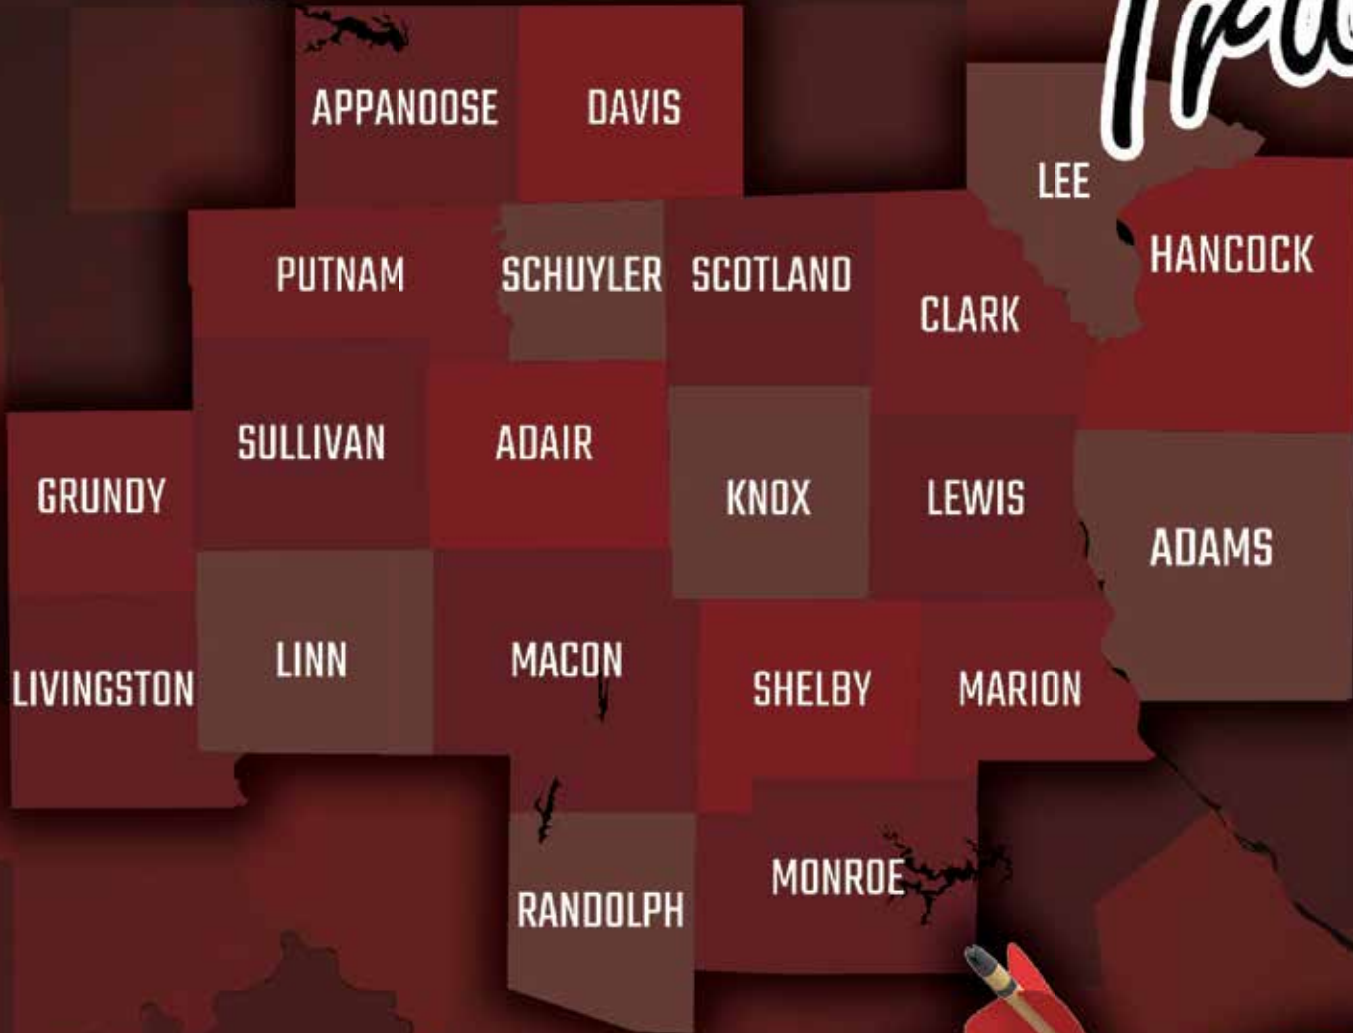 APPANOOSE
DAVIS
LEE
HANCOCK
PUTNAM
SCHUYLER
SCOTLAND
CLARK
SULLIVAN
ADAIR
GRUNDY
KNOX
LEWIS
ADAMS
LINN
MACON
LIVINGSTON
SHELBY
MARION
MONROE
RANDOLPH